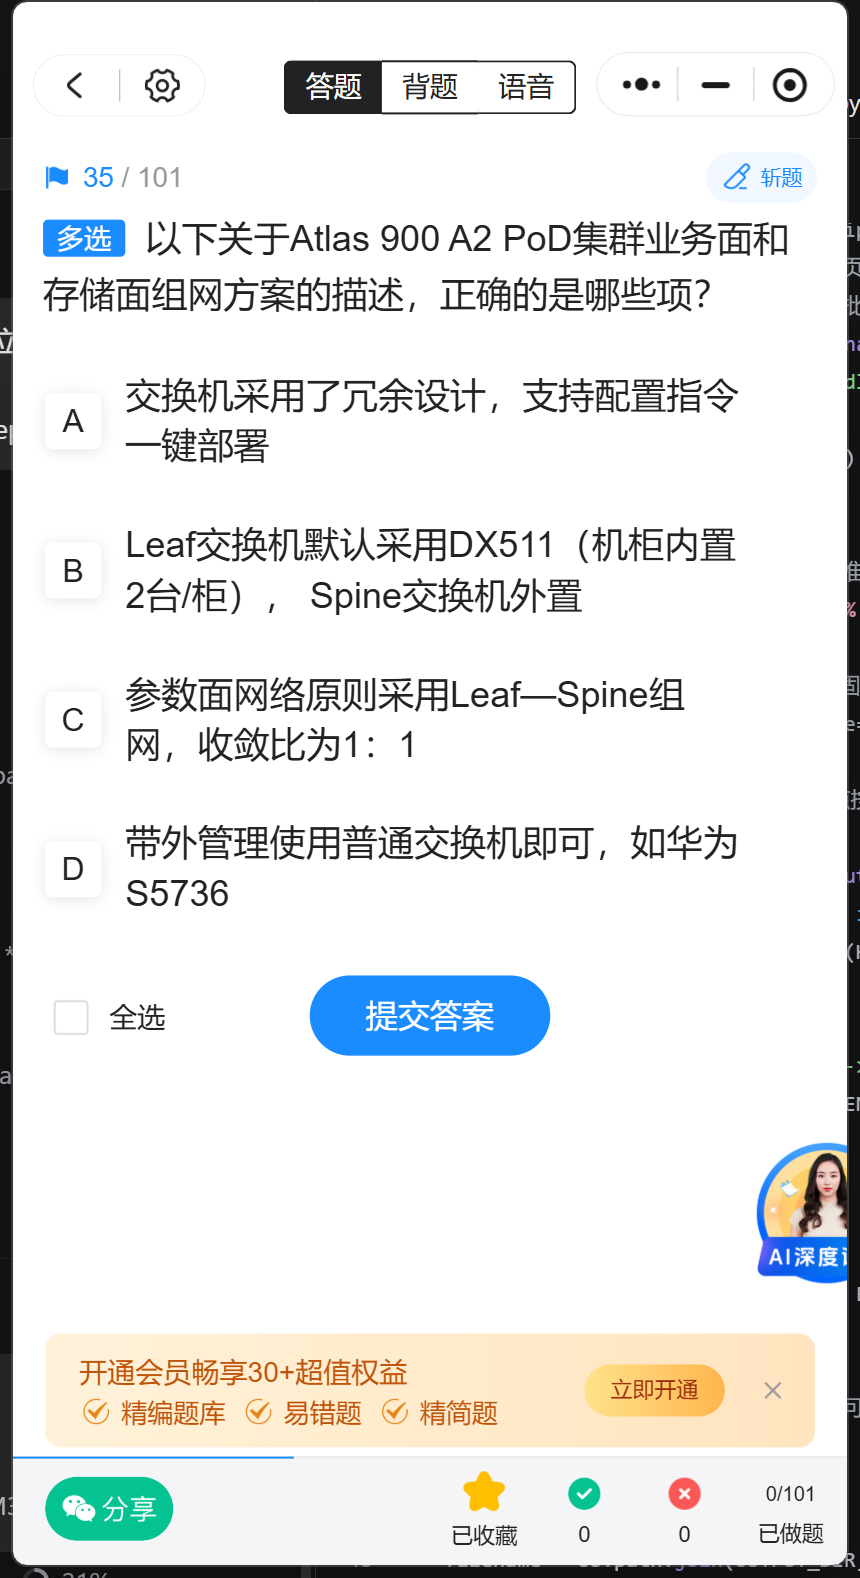 答题 背题 语音
35 / 101
斩题
多选 以下关于Atlas 900 A2 PoD集群业务面和
存储面组网方案的描述，正确的是哪些项？
A
交换机采用了冗余设计，支持配置指令
一键部署
B
Leaf交换机默认采用DX511（机柜内置
2台/柜）， Spine交换机外置
C
参数面网络原则采用Leaf—Spine组
网，收敛比为1：1
D
带外管理使用普通交换机即可，如华为
S5736
全选
提交答案
AI深度
开通会员畅享30+超值权益
精编题库 易错题 精简题
立即开通
分享
已收藏
0
0
0/101
已做题